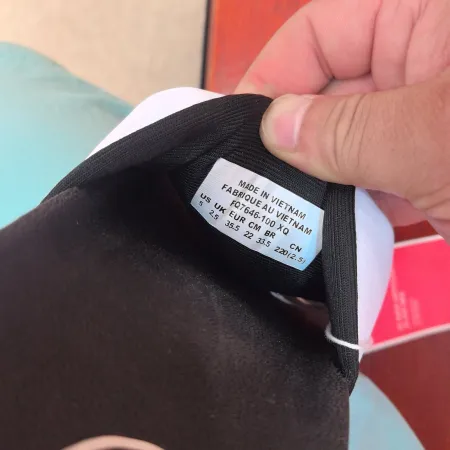 MADE IN VIETNAM
FABRIQUE AU VIETNAM
FQ7646-100 XQ
US UK EUR CM BR CN
5 2.5 35.5 22 33.5 220(2.5)